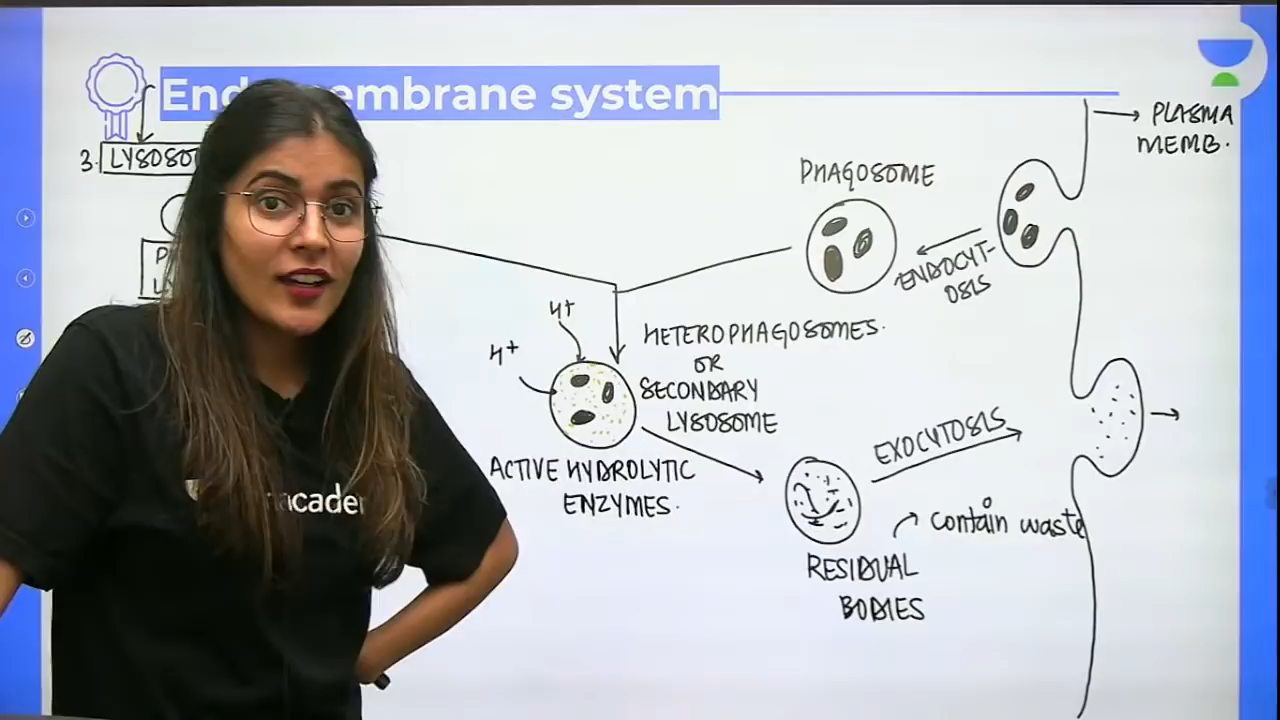 Endomembrane system
3. LYSOSO
PLASMA
MEMB.
PHAGOSOME
ENDOCYT-
OSIS
H+
H+
HETEROPHAGOSOMES.
OR
SECONDARY
LYSOSOME
ACTIVE HYDROLYTIC
ENZYMES.
EXOCYTOSIS
contain waste
RESIDUAL
BODIES